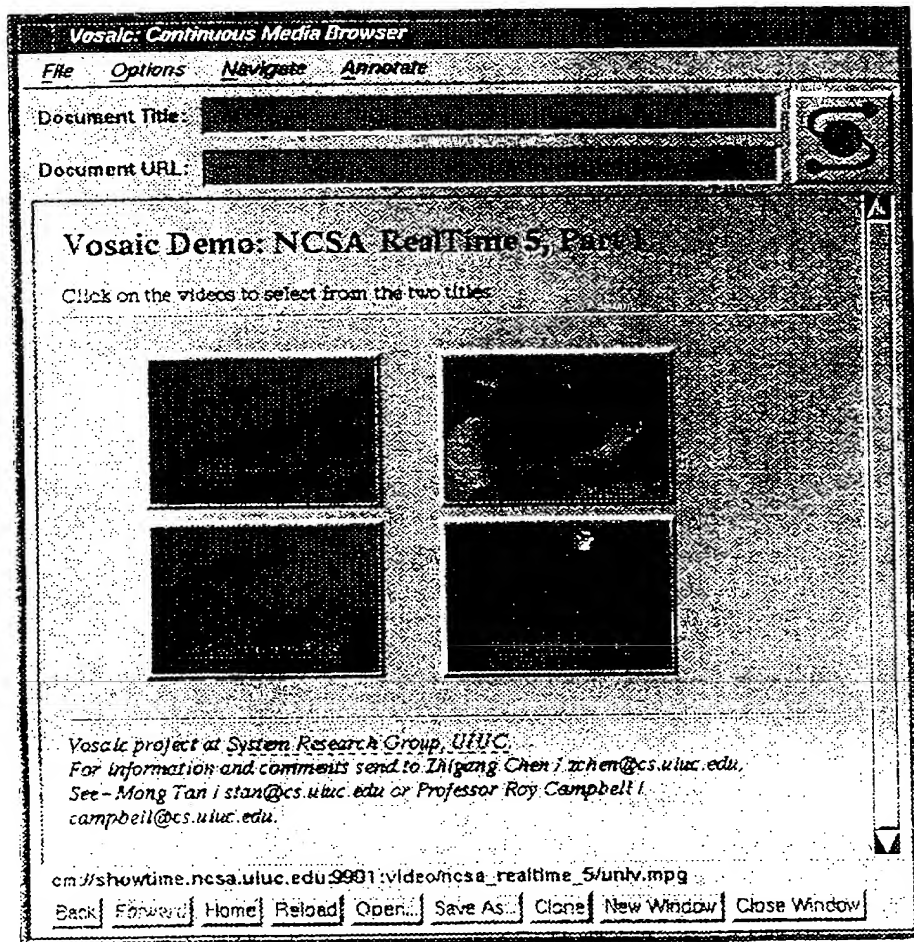 Vosaic: Continuous Media Browser
File Options Navigate Annotate
Document Title:
Document URL:
Vosaic Demo: NCSA RealTime 5, Part 1.
Click on the videos to select from the two titles
Vosaic project at System Research Group, UIUC.
For information and comments send to Zhigang Chen / zchen@cs.uiuc.edu,
See-Mong Tan / stan@cs.uiuc.edu or Professor Roy Campbell /
campbell@cs.uiuc.edu.
cm://showtime.ncsa.uiuc.edu:9901:video/ncsa_realtime_5/univ.mpg
Back Forward Home Reload Open... Save As... Clone New Window Close Window